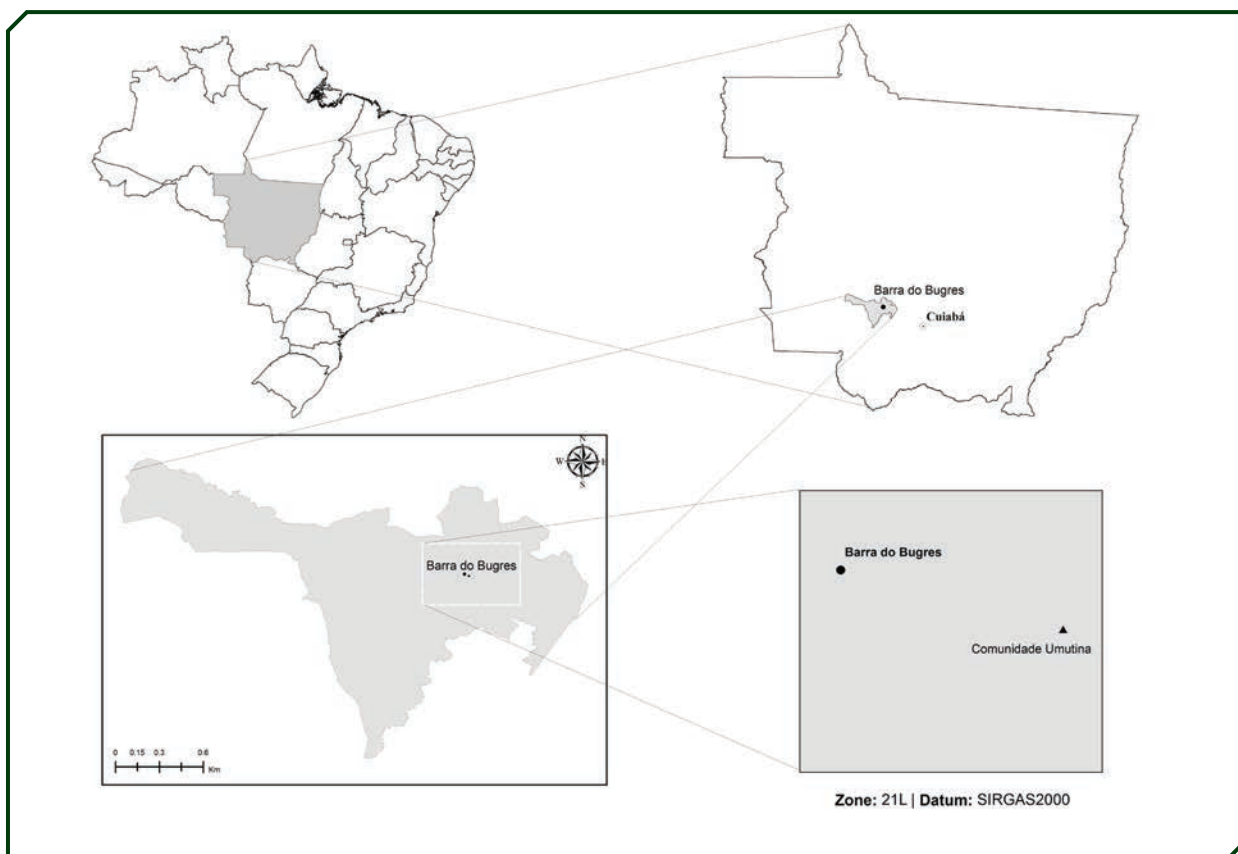 Barra do Bugres
Cuiabá
N
W E
S
Barra do Bugres
0 0.15 0.3 0.6
Km
Barra do Bugres
Comunidade Umutina
Zone: 21L | Datum: SIRGAS2000